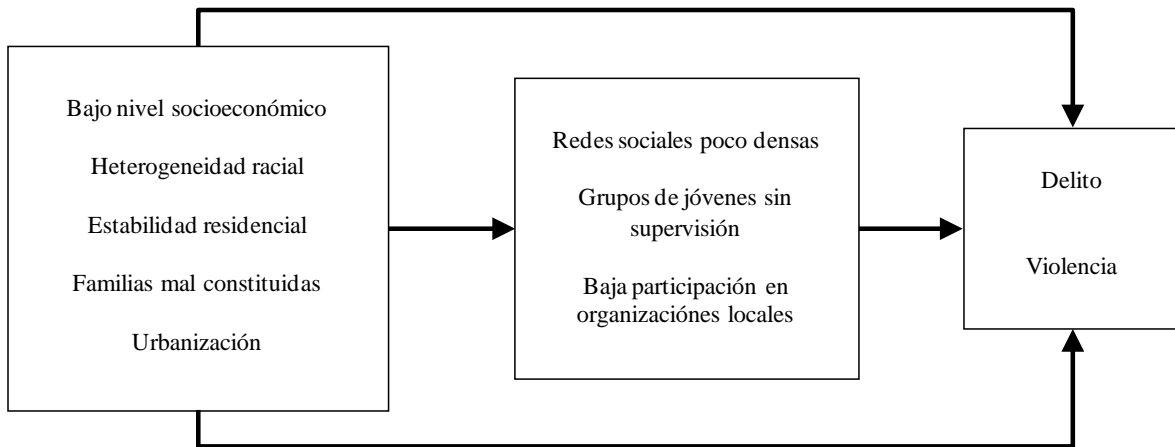 Bajo nivel socioeconómico
Heterogeneidad racial
Estabilidad residencial
Familias mal constituidas
Urbanización
Redes sociales poco densas
Grupos de jóvenes sin
supervisión
Baja participación en
organizaciónes locales
Delito
Violencia